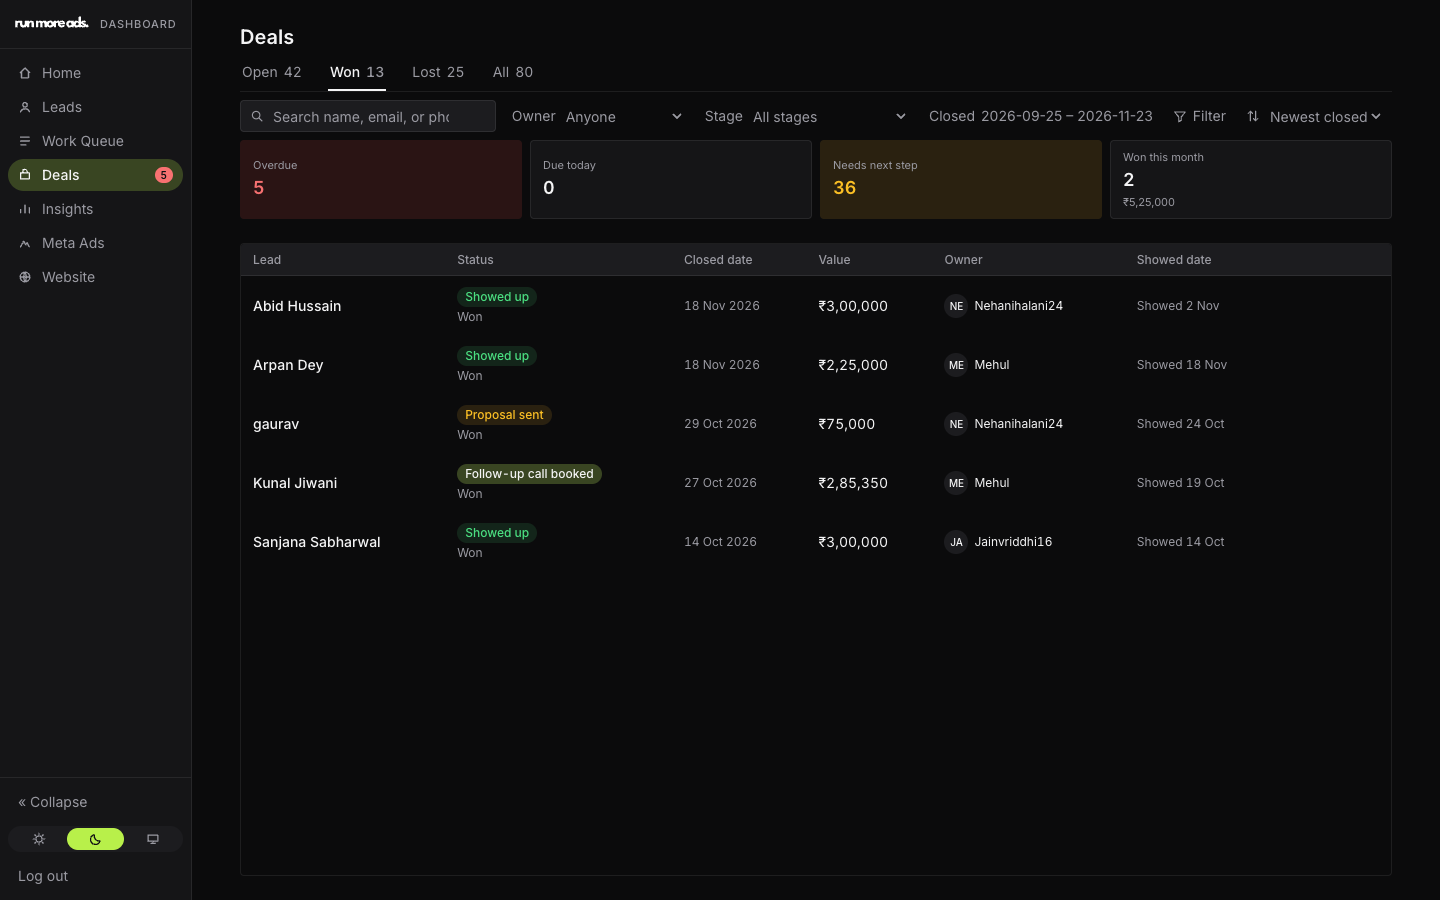 run more ads. DASHBOARD
Home
Leads
Work Queue
Deals 5
Insights
Meta Ads
Website
« Collapse
Log out
Deals
Open 42 Won 13 Lost 25 All 80
Search name, email, or pho
Owner Anyone
Stage All stages
Closed 2026-09-25 – 2026-11-23
Filter
Newest closed
Overdue
5
Due today
0
Needs next step
36
Won this month
2
₹5,25,000
Lead Status Closed date Value Owner Showed date
Abid Hussain Showed up Won 18 Nov 2026 ₹3,00,000 NE Nehanihalani24 Showed 2 Nov
Arpan Dey Showed up Won 18 Nov 2026 ₹2,25,000 ME Mehul Showed 18 Nov
gaurav Proposal sent Won 29 Oct 2026 ₹75,000 NE Nehanihalani24 Showed 24 Oct
Kunal Jiwani Follow-up call booked Won 27 Oct 2026 ₹2,85,350 ME Mehul Showed 19 Oct
Sanjana Sabharwal Showed up Won 14 Oct 2026 ₹3,00,000 JA Jainvriddhi16 Showed 14 Oct